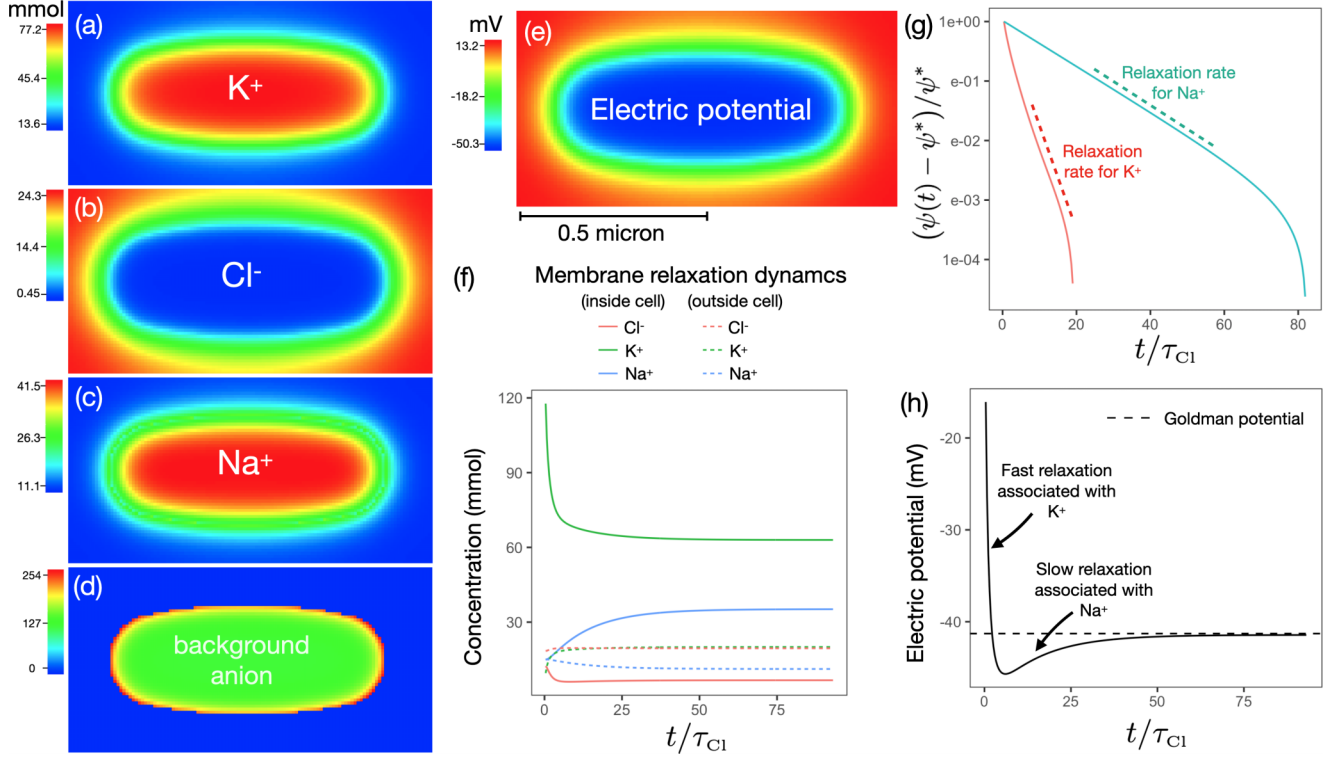 mmol
(a)
77.2
45.4
13.6
K+
(b)
24.3
14.4
0.45
Cl-
(c)
41.5
26.3
11.1
Na+
(d)
254
127
0
background
anion
mV
(e)
13.2
-18.2
-50.3
Electric potential
0.5 micron
(f)
Membrane relaxation dynamcs
(inside cell) (outside cell)
Cl- Cl-
K+ K+
Na+ Na+
120
90
60
30
Concentration (mmol)
0 25 50 75
t/τCl
(g)
1e+00
e-01
e-02
e-03
1e-04
(ψ(t) − ψ*)/ψ*
Relaxation rate
for Na+
Relaxation
rate for K+
0 20 40 60 80
t/τCl
(h)
Goldman potential
-20
-30
-40
Electric potential (mV)
Fast relaxation
associated with
K+
Slow relaxation
associated with
Na+
0 25 50 75
t/τCl